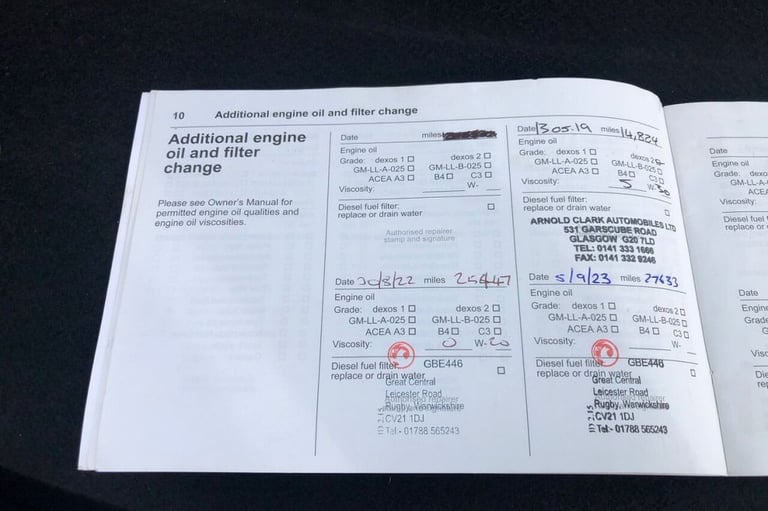 10 Additional engine oil and filter change
Additional engine
oil and filter
change
Please see Owner's Manual for
permitted engine oil qualities and
engine oil viscosities.
Date miles
Engine oil
Grade: dexos 1 dexos 2
GM-LL-A-025 GM-LL-B-025
ACEA A3 B4 C3
Viscosity: W-
Diesel fuel filter:
replace or drain water
Authorised repairer
stamp and signature
Date 13.05.19 miles 14,824
Engine oil
Grade: dexos 1 dexos 2
GM-LL-A-025 GM-LL-B-025
ACEA A3 B4 C3
Viscosity: 5 W-30
Diesel fuel filter:
replace or drain water
ARNOLD CLARK AUTOMOBILES LTD
531 GARSCUBE ROAD
GLASGOW G20 7LD
TEL: 0141 333 1666
FAX: 0141 332 9246
Date 30/8/22 miles 25447
Engine oil
Grade: dexos 1 dexos 2
GM-LL-A-025 GM-LL-B-025
ACEA A3 B4 C3
Viscosity: 0 W-20
Diesel fuel filter: GBE446
replace or drain water
Great Central
Leicester Road
Authorised repairer
Rugby, Warwickshire
CV21 1DJ
Tel - 01788 565243
Date 5/9/23 miles 27633
Engine oil
Grade: dexos 1 dexos 2
GM-LL-A-025 GM-LL-B-025
ACEA A3 B4 C3
Viscosity: W-
Diesel fuel filter: GBE446
replace or drain water
Great Central
Leicester Road
Authorised repairer
Rugby, Warwickshire
CV21 1DJ
Tel - 01788 565243
Date
Engine oil
Grade:
GM-LL-A-
ACEA
Viscosity:
Diesel fuel
replace or
Date
Engine
Grade